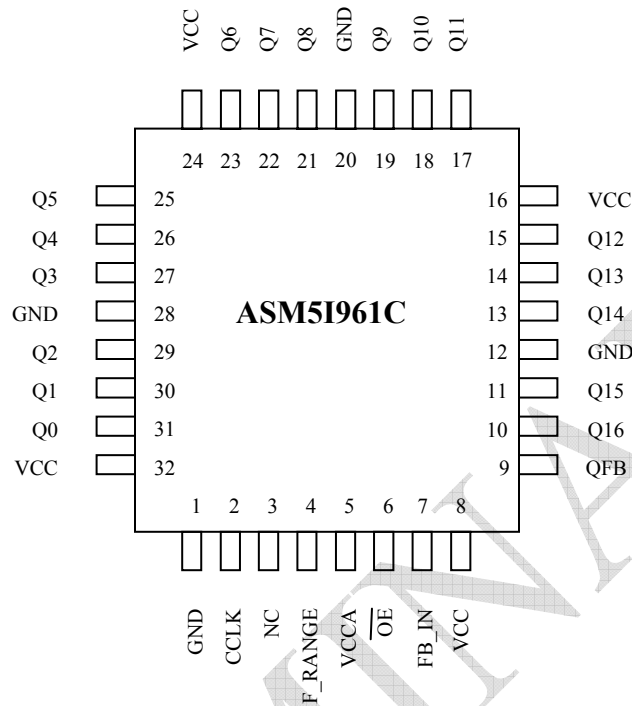 VCC Q6 Q7 Q8 GND Q9 Q10 Q11
24 23 22 21 20 19 18 17
Q5 25 16 VCC
Q4 26 15 Q12
Q3 27 14 Q13
GND 28 ASM5I961C 13 Q14
Q2 29 12 GND
Q1 30 11 Q15
Q0 31 10 Q16
VCC 32 9 QFB
1 2 3 4 5 6 7 8
GND CCLK NC F_RANGE VCCA OE FB_IN VCC